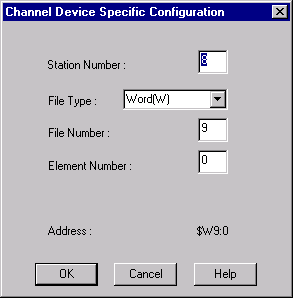 Channel Device Specific Configuration
Station Number : 8
File Type : Word(W)
File Number : 9
Element Number : 0
Address : $W9:0
OK Cancel Help